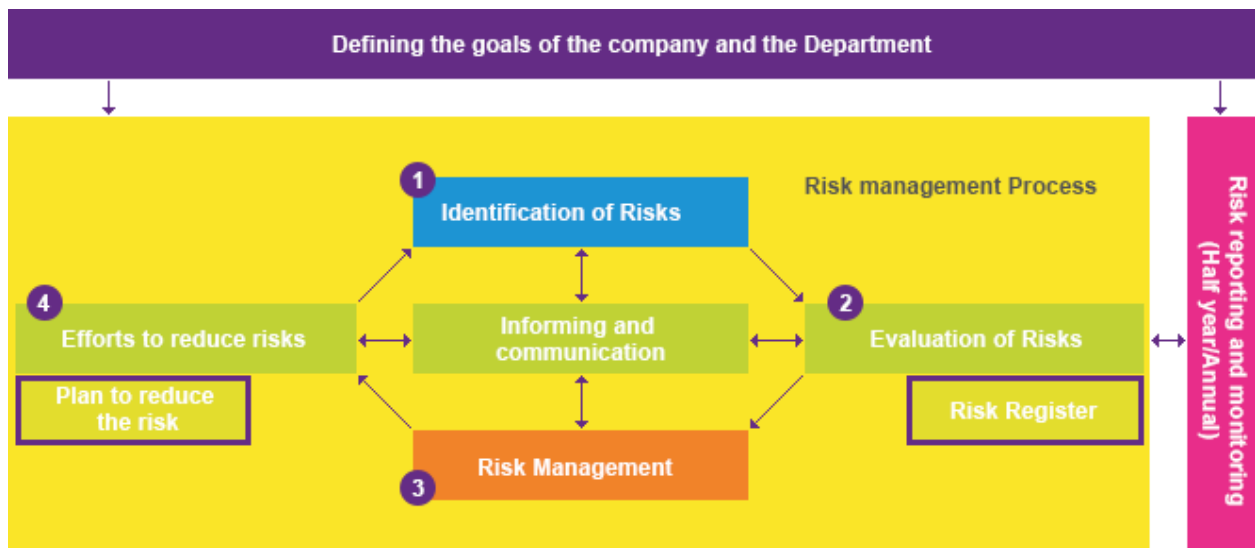 Defining the goals of the company and the Department
Risk management Process
1
Identification of Risks
4
Efforts to reduce risks
Informing and
communication
2
Evaluation of Risks
Plan to reduce
the risk
Risk Register
3
Risk Management
Risk reporting and monitoring
(Half year/Annual)